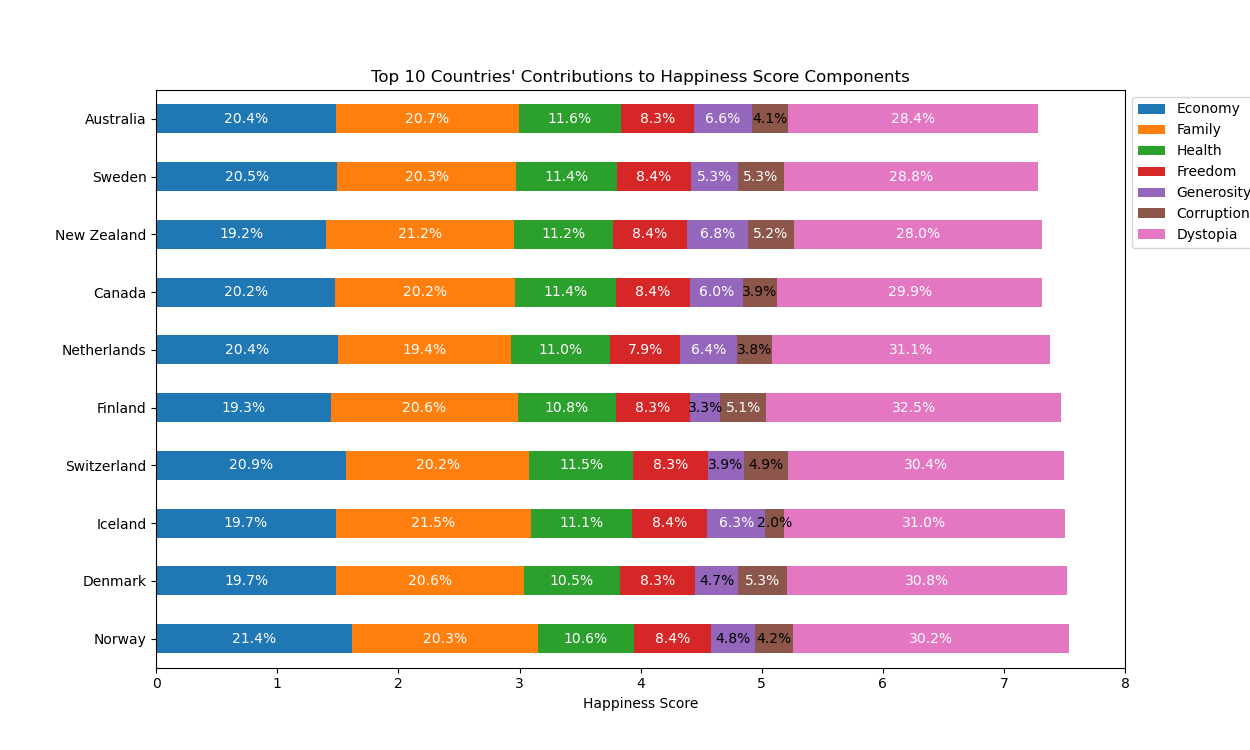 Top 10 Countries' Contributions to Happiness Score Components
Australia 20.4% 20.7% 11.6% 8.3% 6.6% 4.1% 28.4%
Sweden 20.5% 20.3% 11.4% 8.4% 5.3% 5.3% 28.8%
New Zealand 19.2% 21.2% 11.2% 8.4% 6.8% 5.2% 28.0%
Canada 20.2% 20.2% 11.4% 8.4% 6.0% 3.9% 29.9%
Netherlands 20.4% 19.4% 11.0% 7.9% 6.4% 3.8% 31.1%
Finland 19.3% 20.6% 10.8% 8.3% 3.3% 5.1% 32.5%
Switzerland 20.9% 20.2% 11.5% 8.3% 3.9% 4.9% 30.4%
Iceland 19.7% 21.5% 11.1% 8.4% 6.3% 2.0% 31.0%
Denmark 19.7% 20.6% 10.5% 8.3% 4.7% 5.3% 30.8%
Norway 21.4% 20.3% 10.6% 8.4% 4.8% 4.2% 30.2%
0 1 2 3 4 5 6 7 8
Happiness Score
Economy
Family
Health
Freedom
Generosity
Corruption
Dystopia